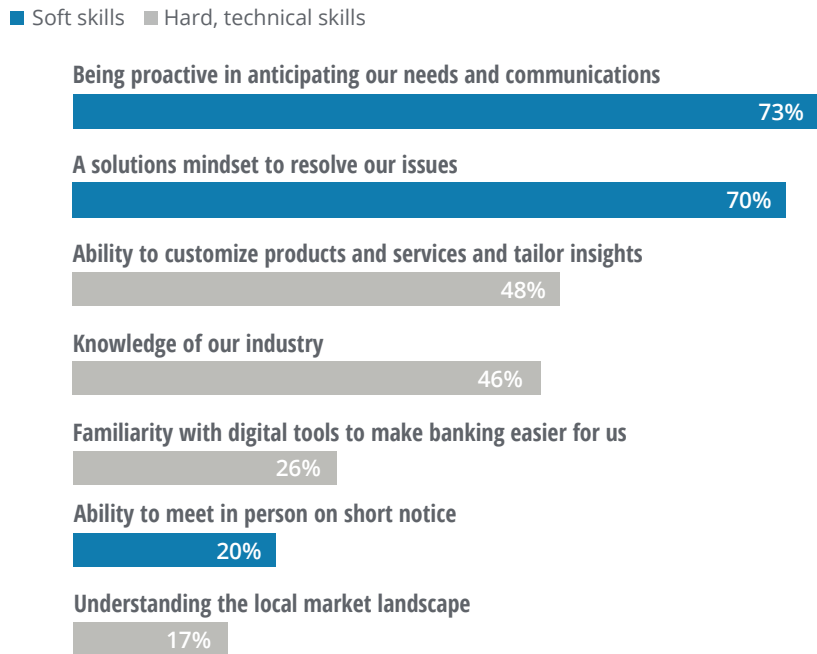 Soft skills Hard, technical skills
Being proactive in anticipating our needs and communications
73%
A solutions mindset to resolve our issues
70%
Ability to customize products and services and tailor insights
48%
Knowledge of our industry
46%
Familiarity with digital tools to make banking easier for us
26%
Ability to meet in person on short notice
20%
Understanding the local market landscape
17%